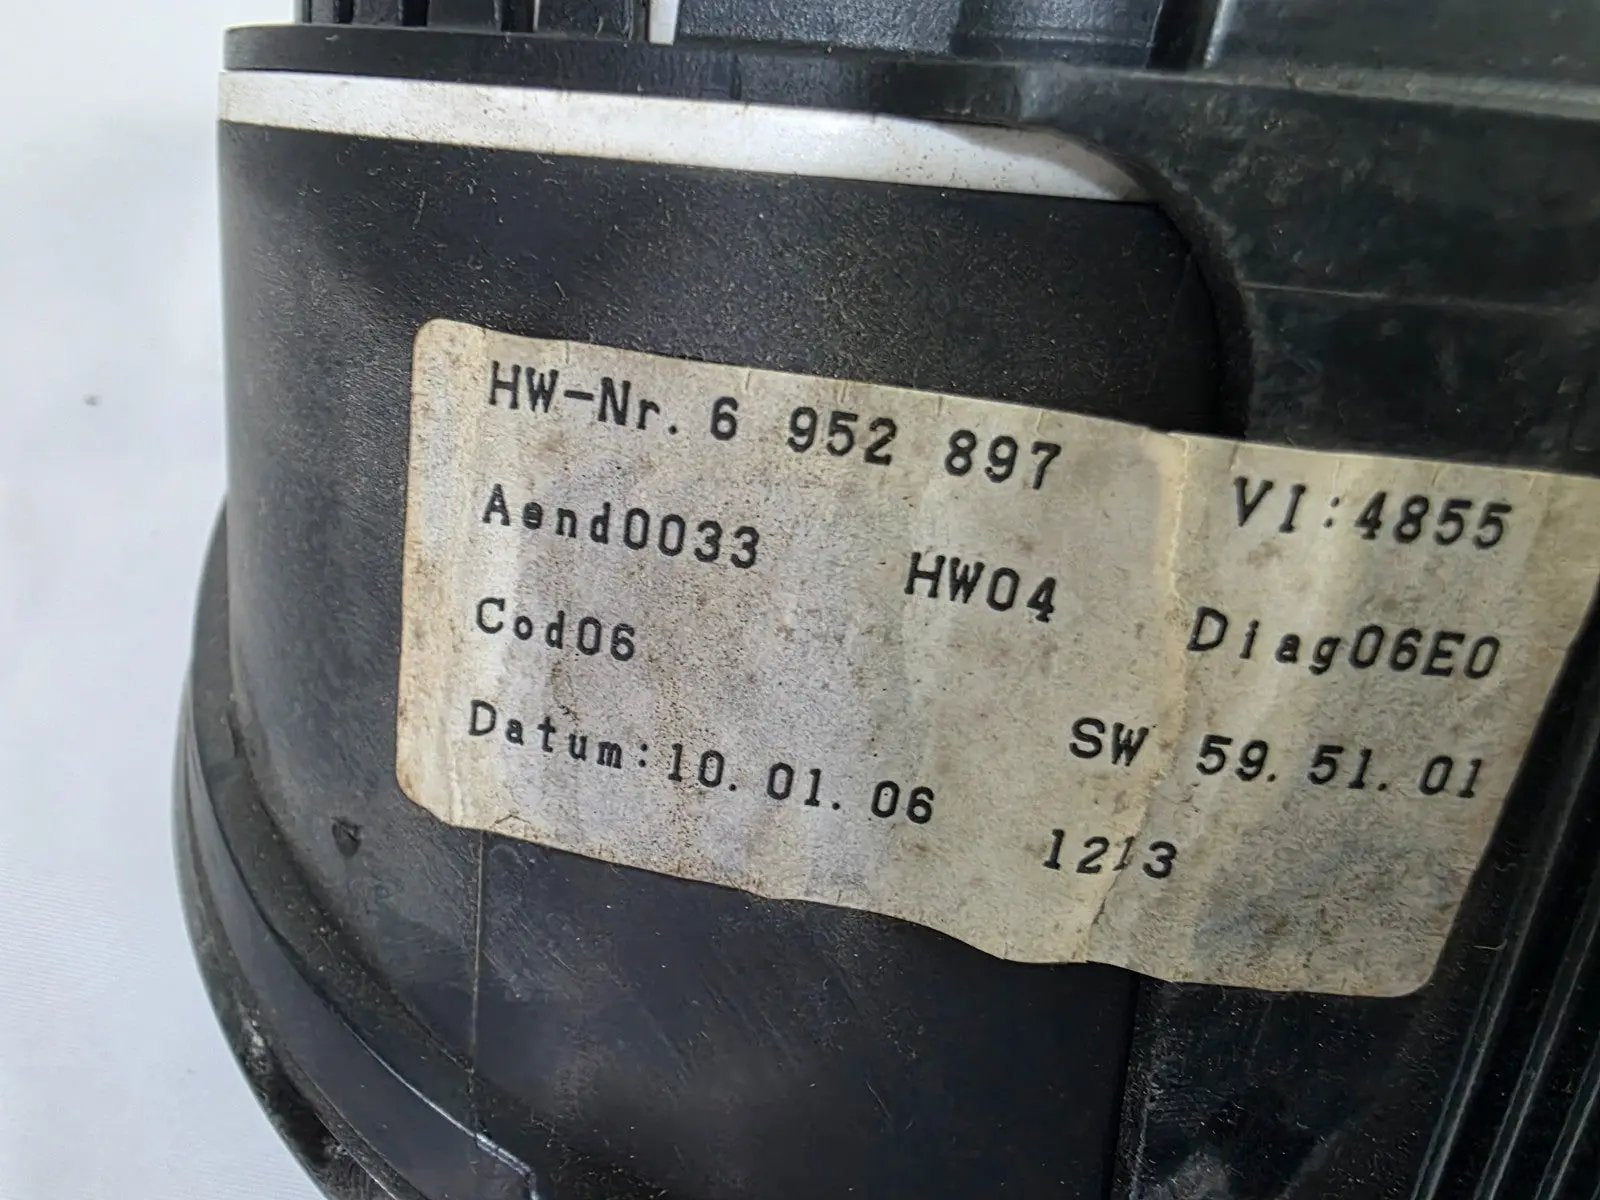 HW-Nr. 6 952 897 VI:4855
Aend0033 HW04 Diag06E0
Cod06 SW 59.51.01
Datum:10.01.06 1213